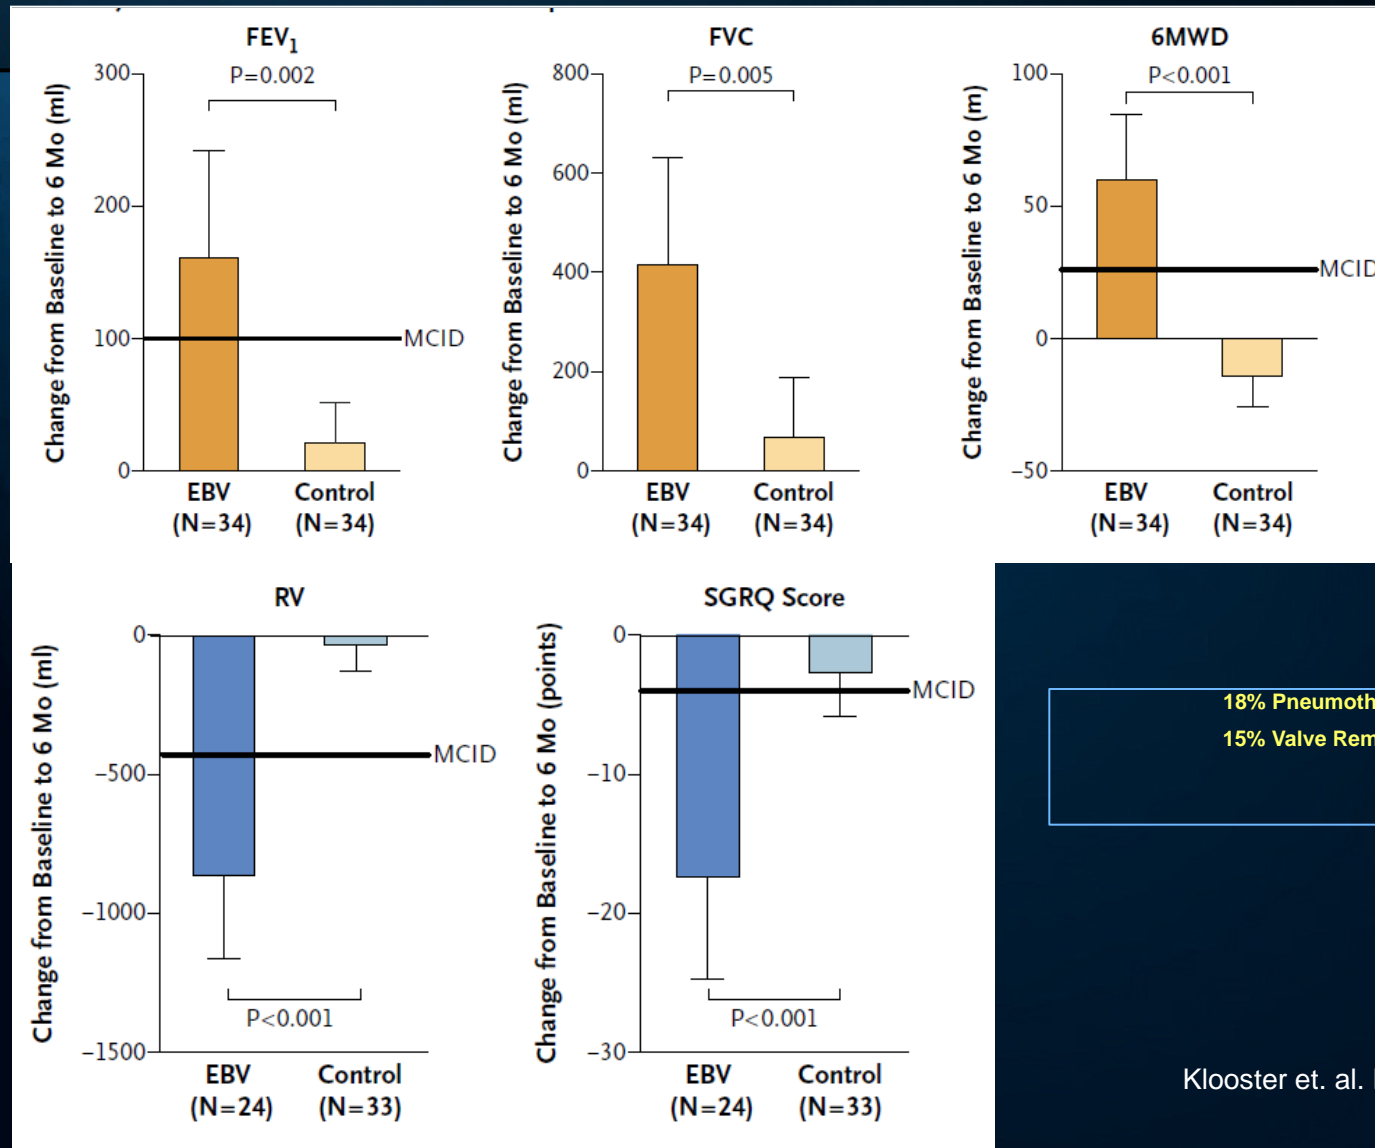 FEV1
P=0.002
Change from Baseline to 6 Mo (ml)
300
200
100
0
MCID
EBV
(N=34)
Control
(N=34)
FVC
P=0.005
Change from Baseline to 6 Mo (ml)
800
600
400
200
0
EBV
(N=34)
Control
(N=34)
6MWD
P<0.001
Change from Baseline to 6 Mo (m)
100
50
0
−50
MCID
EBV
(N=34)
Control
(N=34)
RV
Change from Baseline to 6 Mo (ml)
0
−500
−1000
−1500
MCID
P<0.001
EBV
(N=24)
Control
(N=33)
SGRQ Score
Change from Baseline to 6 Mo (points)
0
−10
−20
−30
MCID
P<0.001
EBV
(N=24)
Control
(N=33)
18% Pneumoth
15% Valve Rem
Klooster et. al.